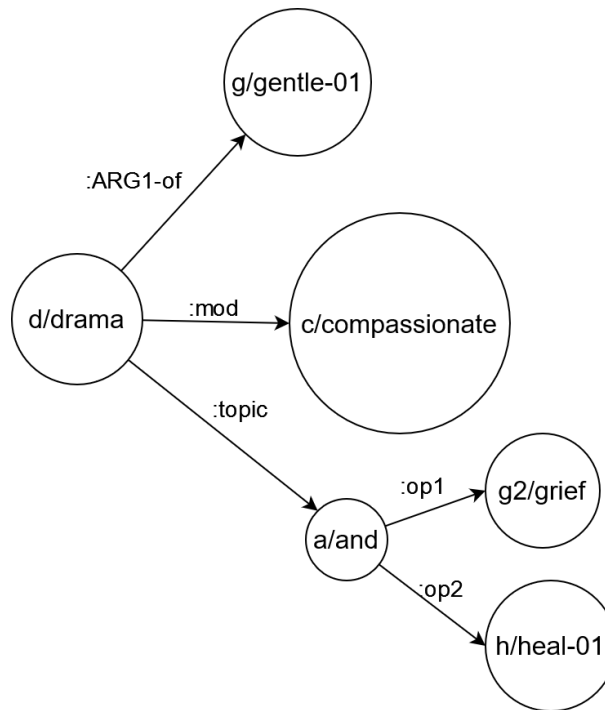 g/gentle-01
:ARG1-of
d/drama
:mod
c/compassionate
:topic
:op1
g2/grief
a/and
:op2
h/heal-01